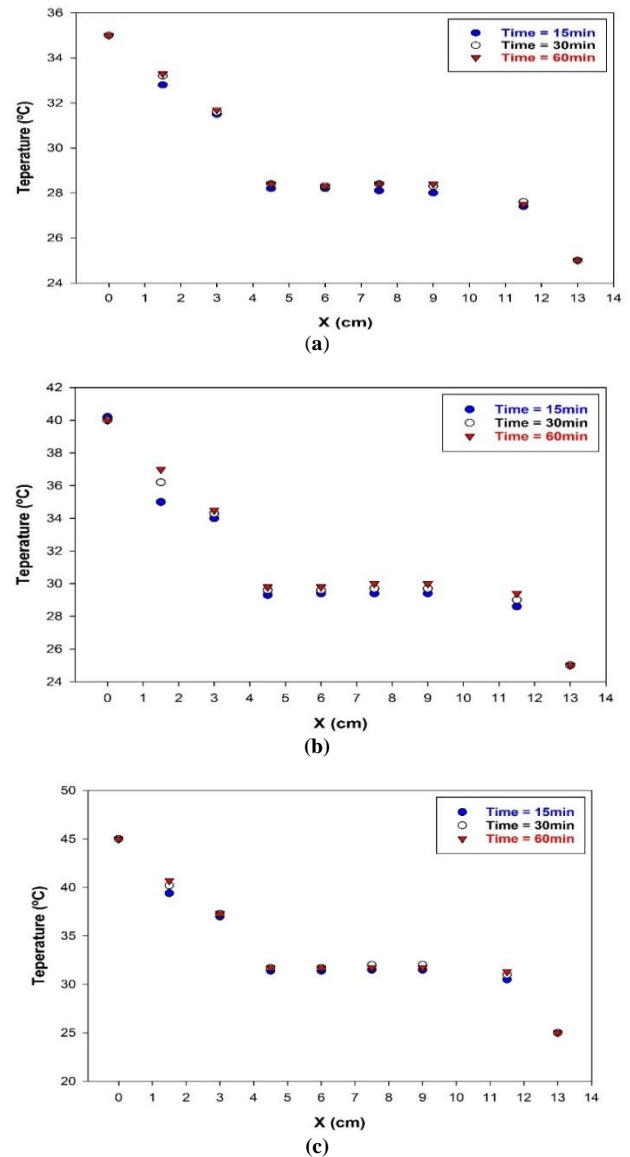 36
34
32
30
28
26
24
Teperature (ºC)
Time = 15min
Time = 30min
Time = 60min
0 1 2 3 4 5 6 7 8 9 10 11 12 13 14
X (cm)
(a)
42
40
38
36
34
32
30
28
26
24
Teperature (ºC)
Time = 15min
Time = 30min
Time = 60min
0 1 2 3 4 5 6 7 8 9 10 11 12 13 14
X (cm)
(b)
50
45
40
35
30
25
20
Teperature (ºC)
Time = 15min
Time = 30min
Time = 60min
0 1 2 3 4 5 6 7 8 9 10 11 12 13 14
X (cm)
(c)